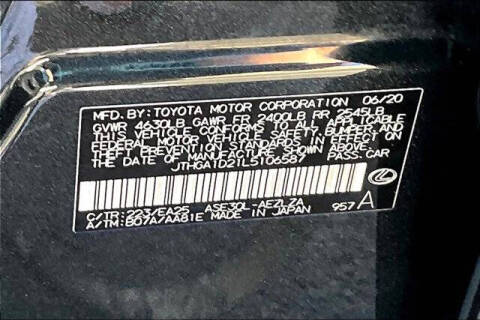 MFD. BY: TOYOTA MOTOR CORPORATION 06/20
GVWR 4630LB GAWR FR 2400LB RR 2545LB
THIS VEHICLE CONFORMS TO ALL APPLICABLE
FEDERAL MOTOR VEHICLE SAFETY, BUMPER, AND
THEFT PREVENTION STANDARDS IN EFFECT ON
THE DATE OF MANUFACTURE SHOWN ABOVE.
JTHGA1D21L5106587 PASS.CAR
C/TR: 223/EA25 ASE30L-AEZLZA
A/TM: B07A/AA81E MADE IN JAPAN 957 A